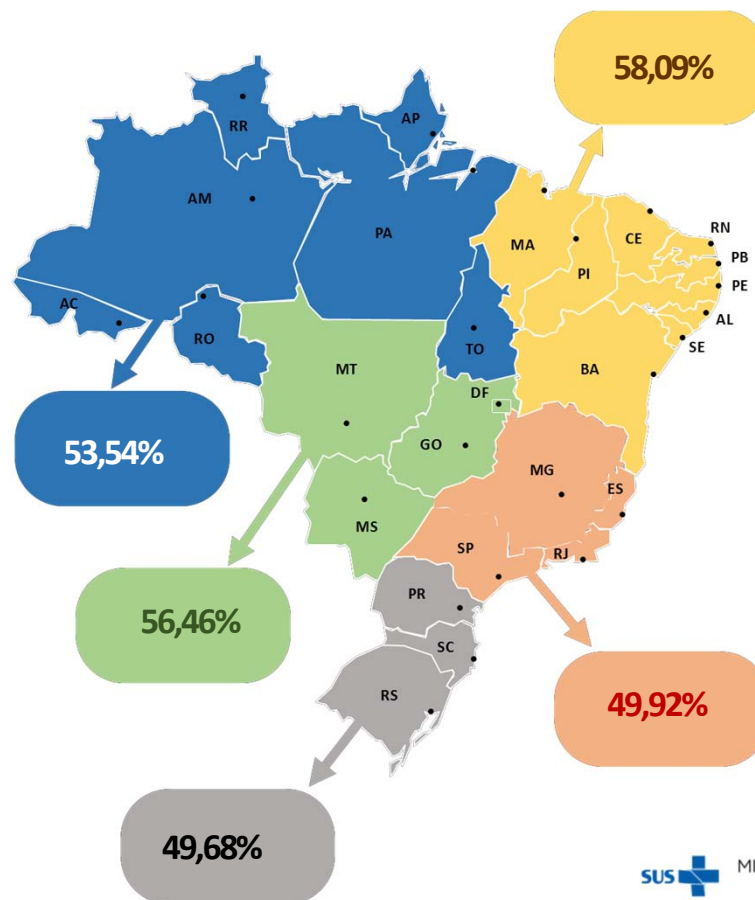 58,09%
RR
AP
AM
PA
MA
CE
RN
PI
PB
PE
AC
RO
TO
AL
SE
MT
BA
DF
53,54%
GO
MG
ES
MS
SP
RJ
56,46%
PR
SC
RS
49,92%
49,68%
SUS